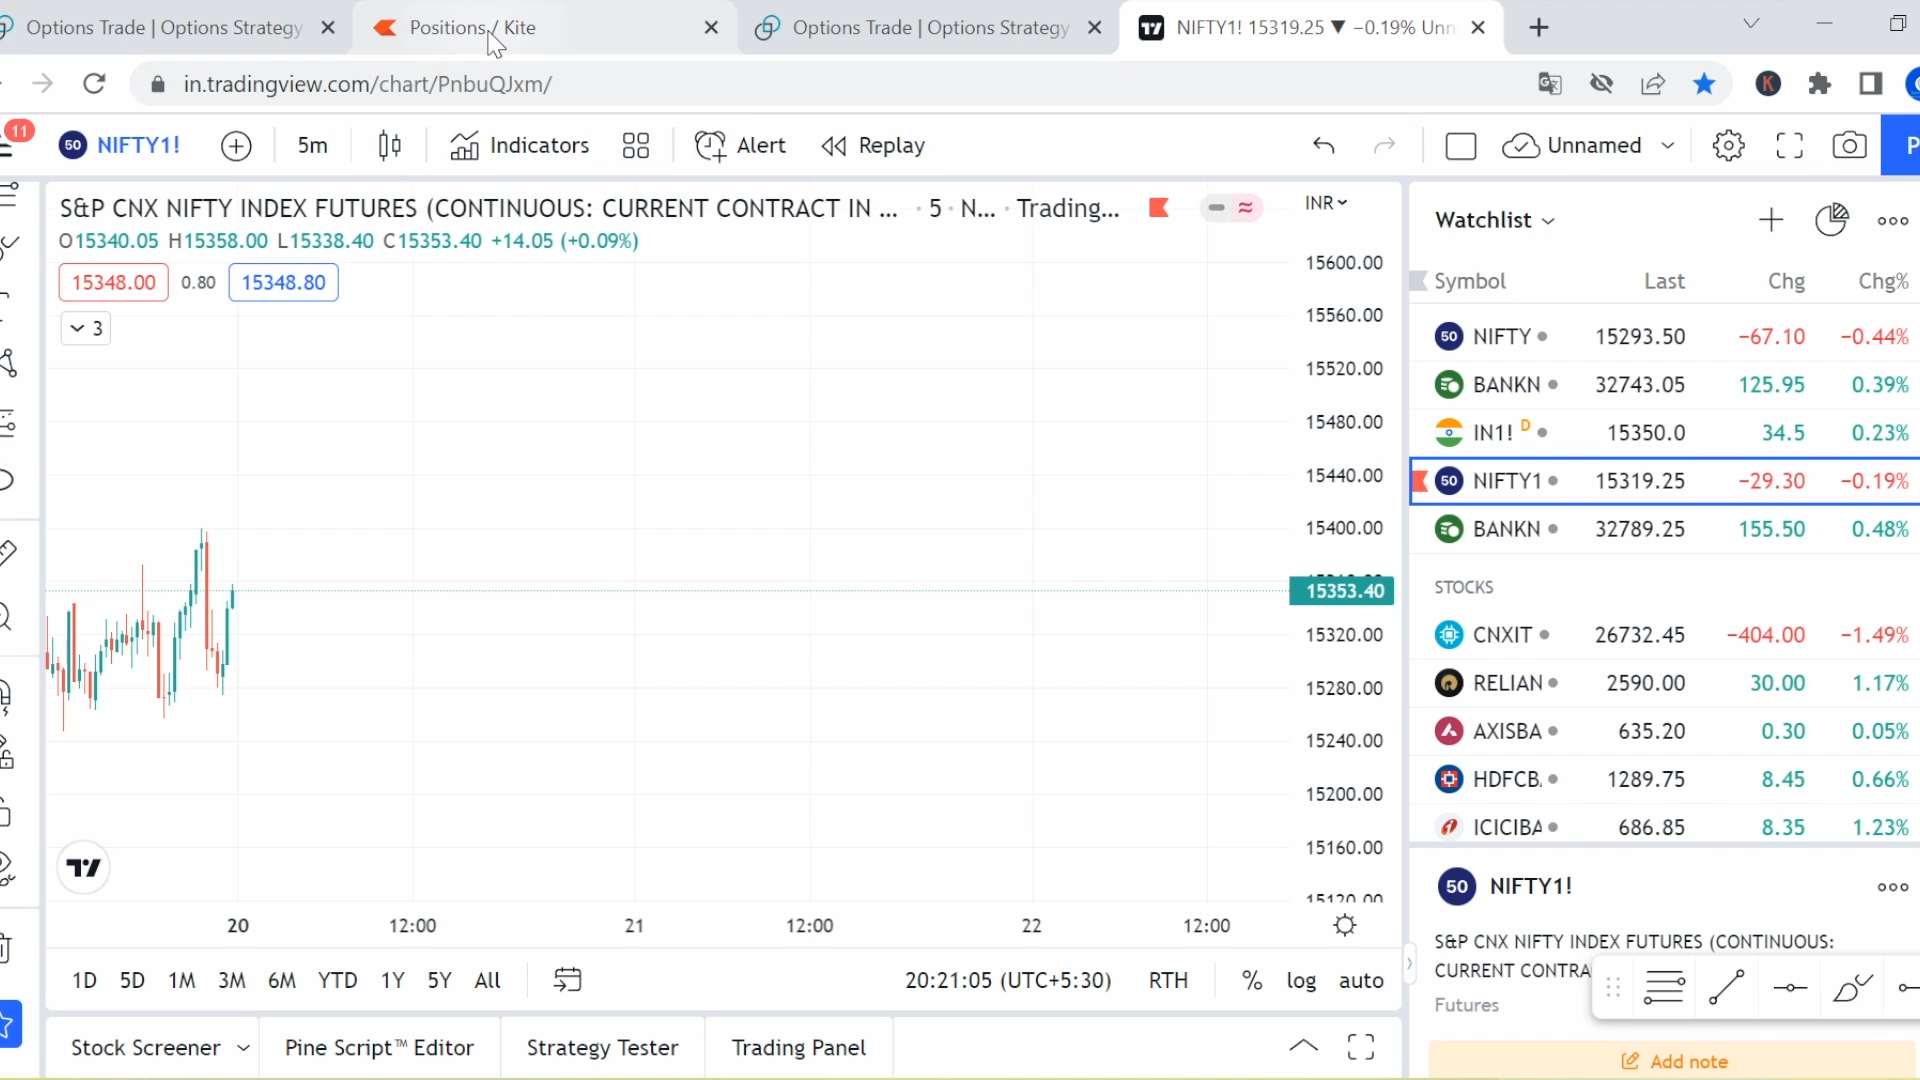 Options Trade | Options Strategy
Positions / Kite
Options Trade | Options Strategy
NIFTY1! 15319.25 ▼ −0.19% Unn
in.tradingview.com/chart/PnbuQJxm/
K
11
50 NIFTY1!
5m
Indicators
Alert
Replay
Unnamed
P
S&P CNX NIFTY INDEX FUTURES (CONTINUOUS: CURRENT CONTRACT IN ... · 5 · N... · Trading...
O15340.05 H15358.00 L15338.40 C15353.40 +14.05 (+0.09%)
15348.00 0.80 15348.80
3
INR
15600.00
15560.00
15520.00
15480.00
15440.00
15400.00
15353.40
15320.00
15280.00
15240.00
15200.00
15160.00
15120.00
20 12:00 21 12:00 22 12:00
1D 5D 1M 3M 6M YTD 1Y 5Y All
20:21:05 (UTC+5:30) RTH % log auto
Stock Screener Pine Script™ Editor Strategy Tester Trading Panel
Watchlist
Symbol Last Chg Chg%
50 NIFTY 15293.50 −67.10 −0.44%
BANKN 32743.05 125.95 0.39%
IN1! D 15350.0 34.5 0.23%
50 NIFTY1 15319.25 −29.30 −0.19%
BANKN 32789.25 155.50 0.48%
STOCKS
CNXIT 26732.45 −404.00 −1.49%
RELIAN 2590.00 30.00 1.17%
AXISBA 635.20 0.30 0.05%
HDFCB 1289.75 8.45 0.66%
ICICIBA 686.85 8.35 1.23%
50 NIFTY1!
S&P CNX NIFTY INDEX FUTURES (CONTINUOUS:
CURRENT CONTRA
Futures
Add note